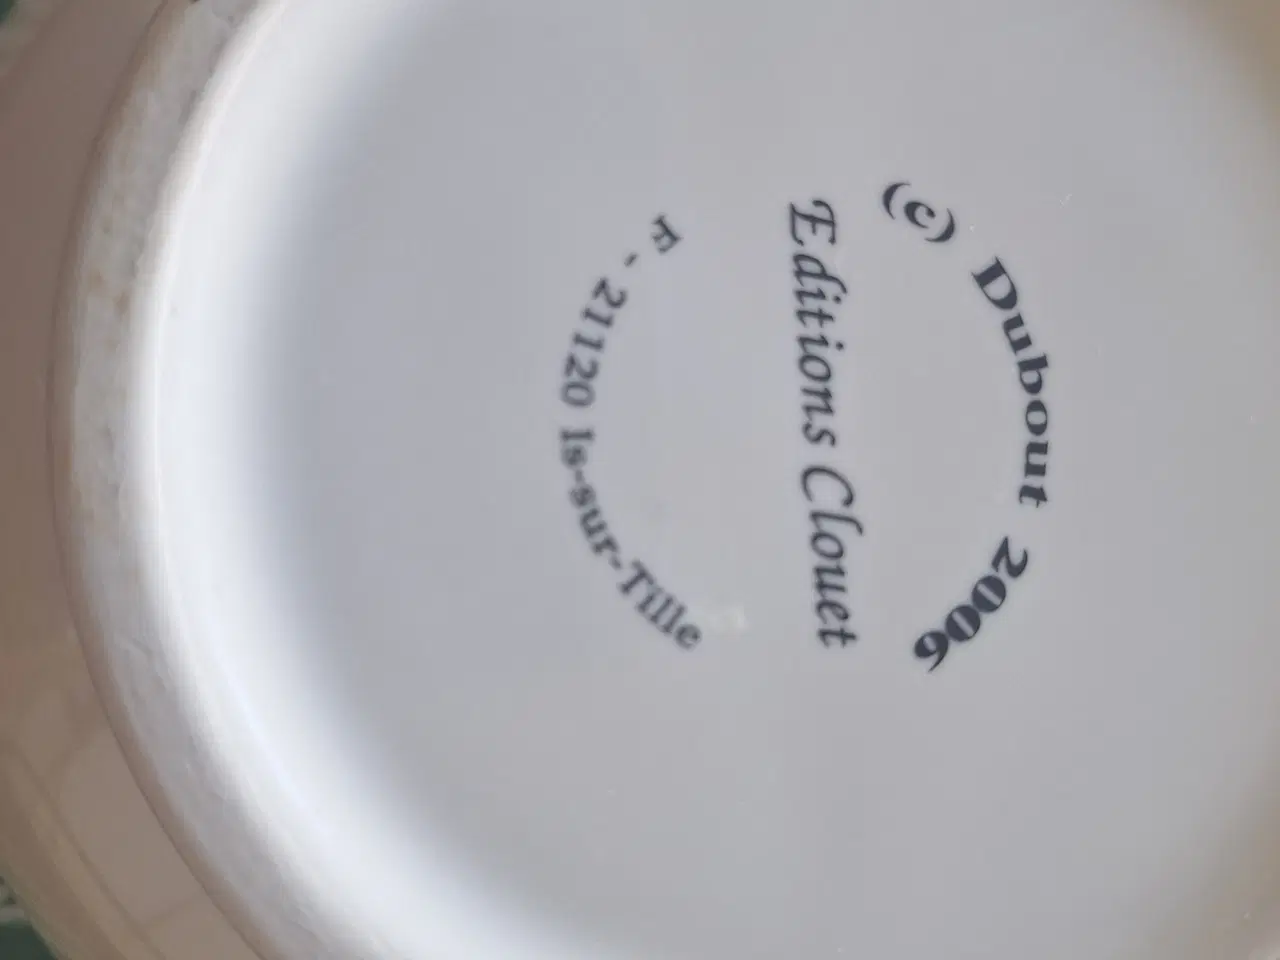 (c) Dubout 2006
Editions Clouet
F - 21120 Is-sur-Tille